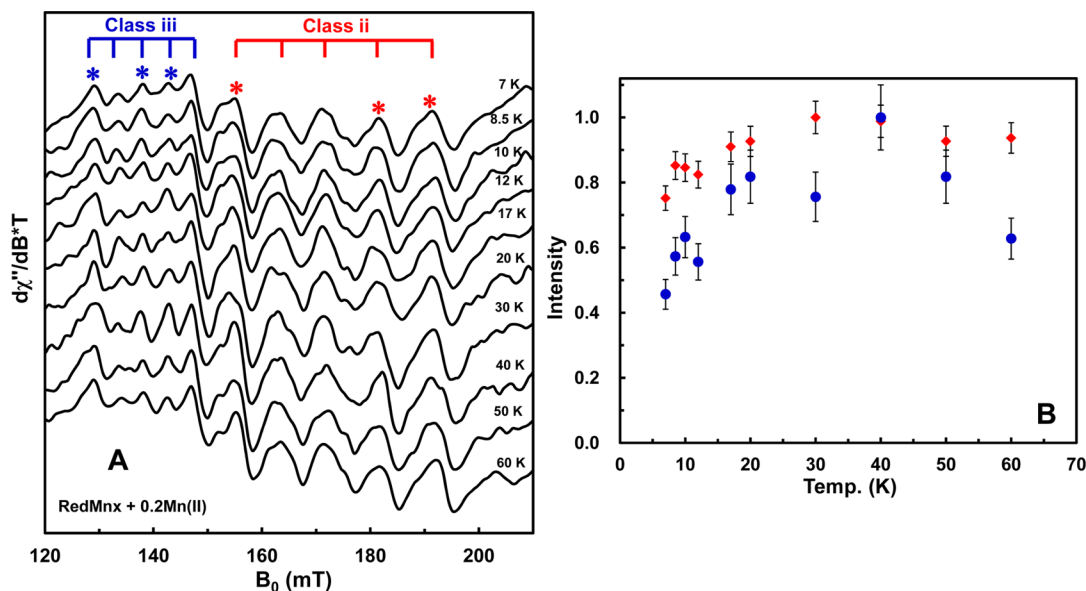 Class iii
Class ii
* * * * * *
7 K
8.5 K
10 K
12 K
17 K
20 K
30 K
40 K
50 K
60 K
dχ''/dB*T
A
RedMnx + 0.2Mn(II)
120 140 160 180 200
B₀ (mT)
Intensity
1.0
0.8
0.6
0.4
0.2
0.0
B
0 10 20 30 40 50 60 70
Temp. (K)